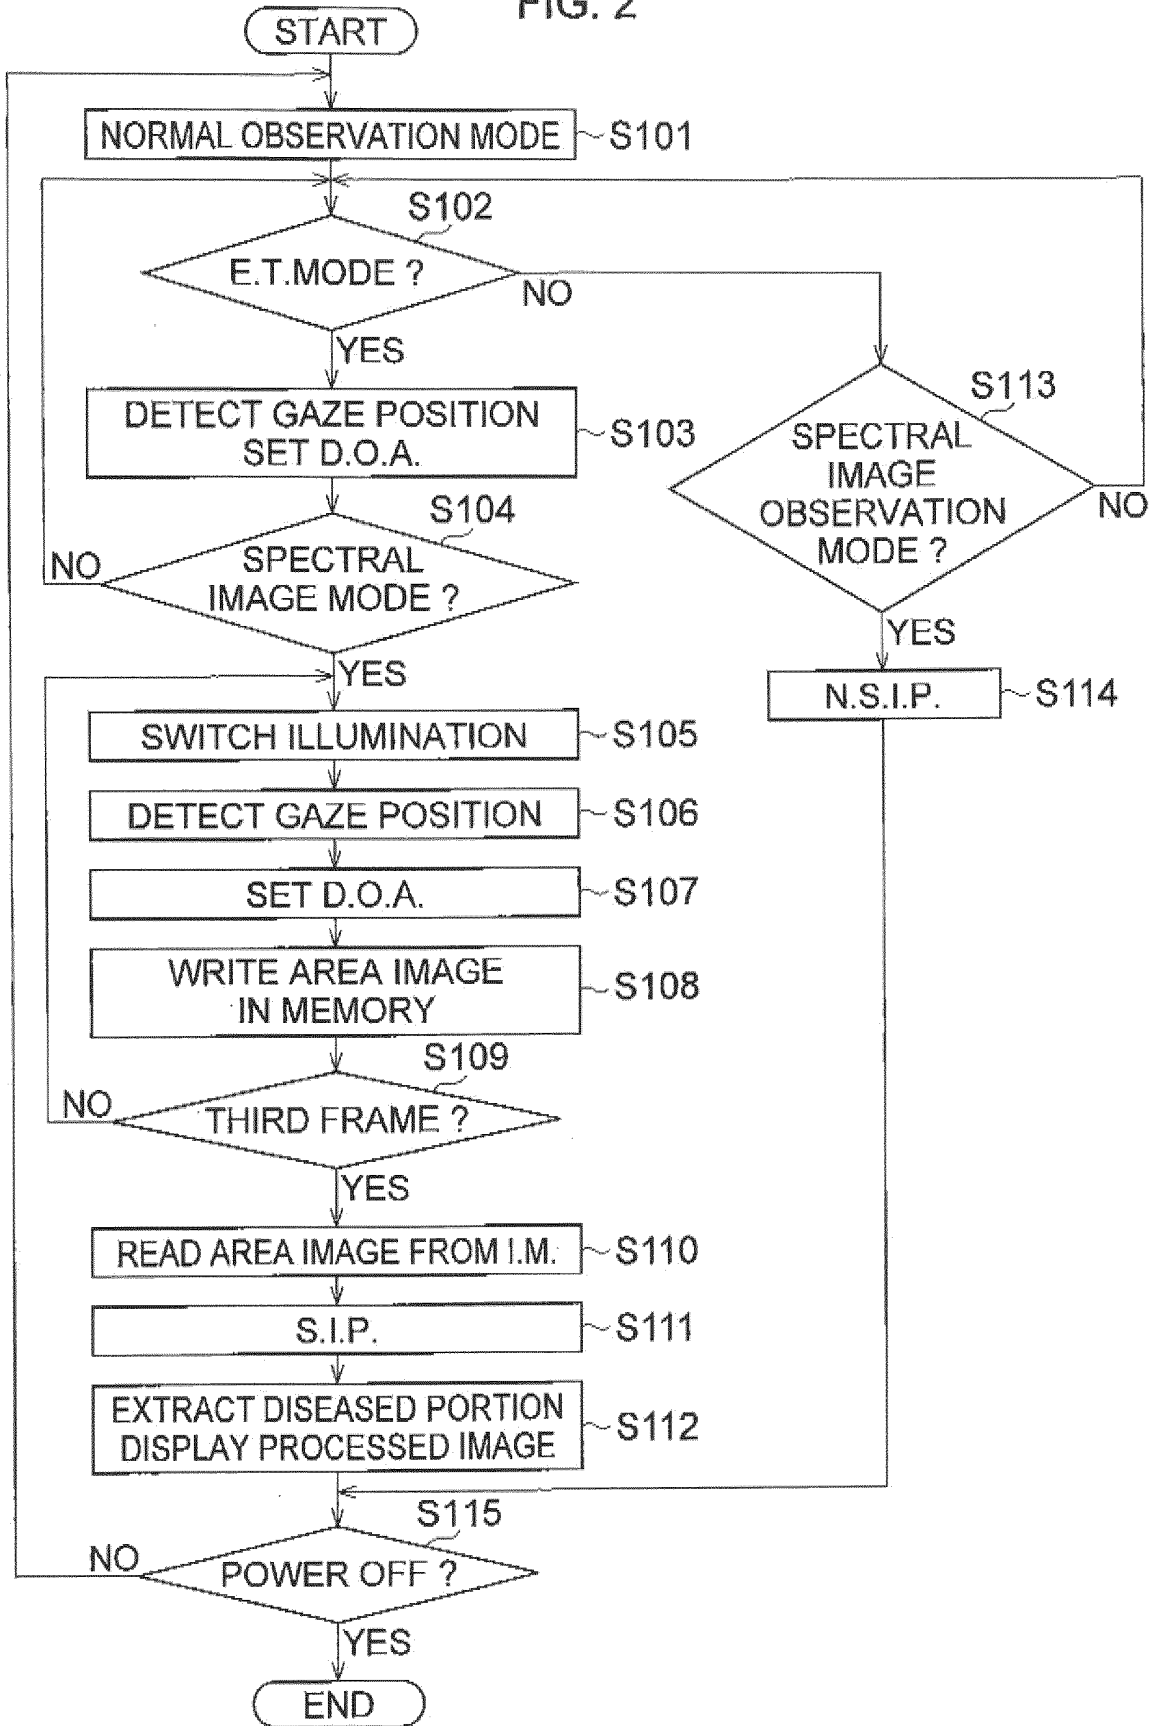 FIG. 2
START
NORMAL OBSERVATION MODE
S101
S102
E.T.MODE ?
NO
YES
DETECT GAZE POSITION
SET D.O.A.
S103
S113
SPECTRAL
IMAGE
OBSERVATION
MODE ?
NO
YES
N.S.I.P.
S114
S104
SPECTRAL
IMAGE MODE ?
NO
YES
SWITCH ILLUMINATION
S105
DETECT GAZE POSITION
S106
SET D.O.A.
S107
WRITE AREA IMAGE
IN MEMORY
S108
S109
THIRD FRAME ?
NO
YES
READ AREA IMAGE FROM I.M.
S110
S.I.P.
S111
EXTRACT DISEASED PORTION
DISPLAY PROCESSED IMAGE
S112
S115
POWER OFF ?
NO
YES
END